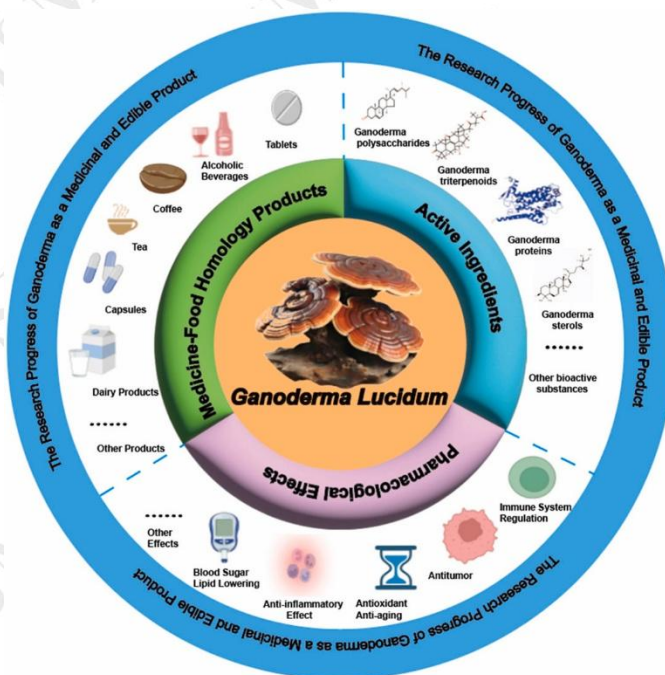 The Research Progress of Ganoderma as a Medicinal and Edible Product
The Research Progress of Ganoderma as a Medicinal and Edible Product
Tablets
Alcoholic
Beverages
Coffee
Tea
Capsules
Dairy Products
......
Other Products
Medicine-Food Homology Products
Ganoderma
polysaccharides
Ganoderma
triterpenoids
Ganoderma
proteins
Ganoderma
sterols
......
Other bioactive
substances
Active Ingredients
Ganoderma Lucidum
Pharmacological Effects
Immune System
Regulation
Antitumor
Antioxidant
Anti-aging
Anti-inflammatory
Effect
Blood Sugar
Lipid Lowering
......
Other
Effects
The Research Progress of Ganoderma as a Medicinal and Edible Product